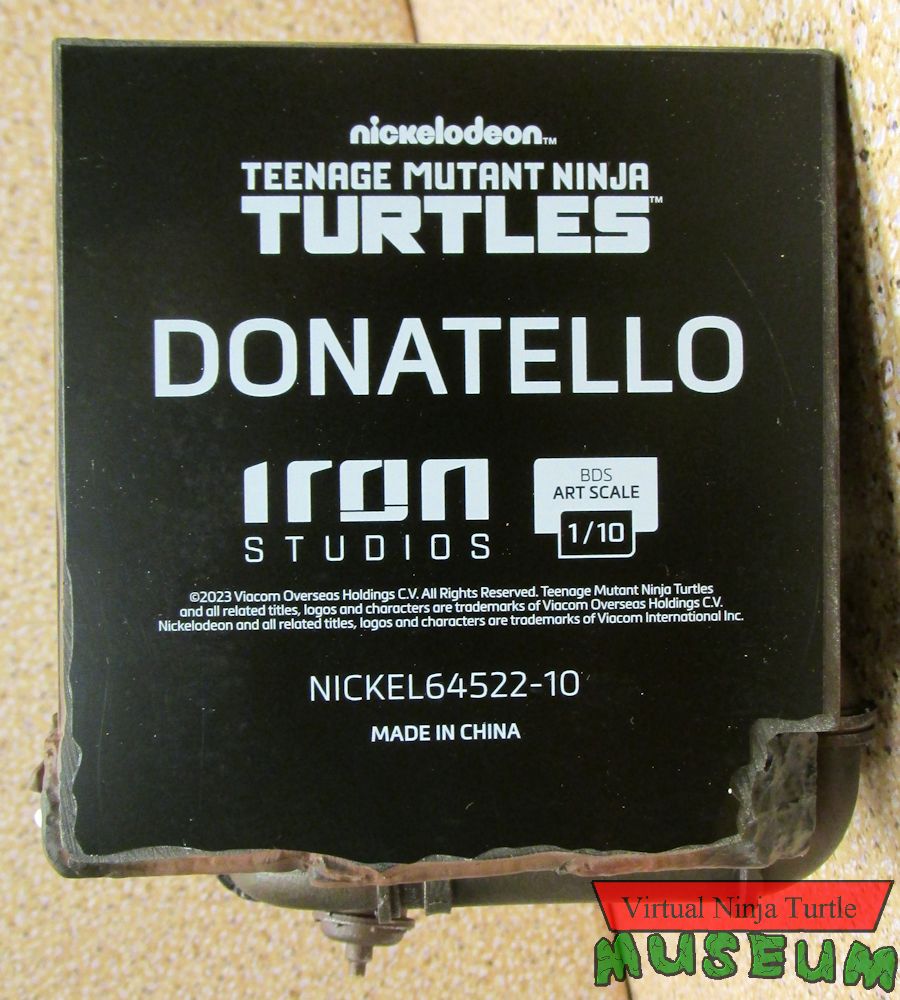 nickelodeon™
TEENAGE MUTANT NINJA
TURTLES™
DONATELLO
IRON
STUDIOS
BDS
ART SCALE
1/10
©2023 Viacom Overseas Holdings C.V. All Rights Reserved. Teenage Mutant Ninja Turtles
and all related titles, logos and characters are trademarks of Viacom Overseas Holdings C.V.
Nickelodeon and all related titles, logos and characters are trademarks of Viacom International Inc.
NICKEL64522-10
MADE IN CHINA
Virtual Ninja Turtle
MUSEUM